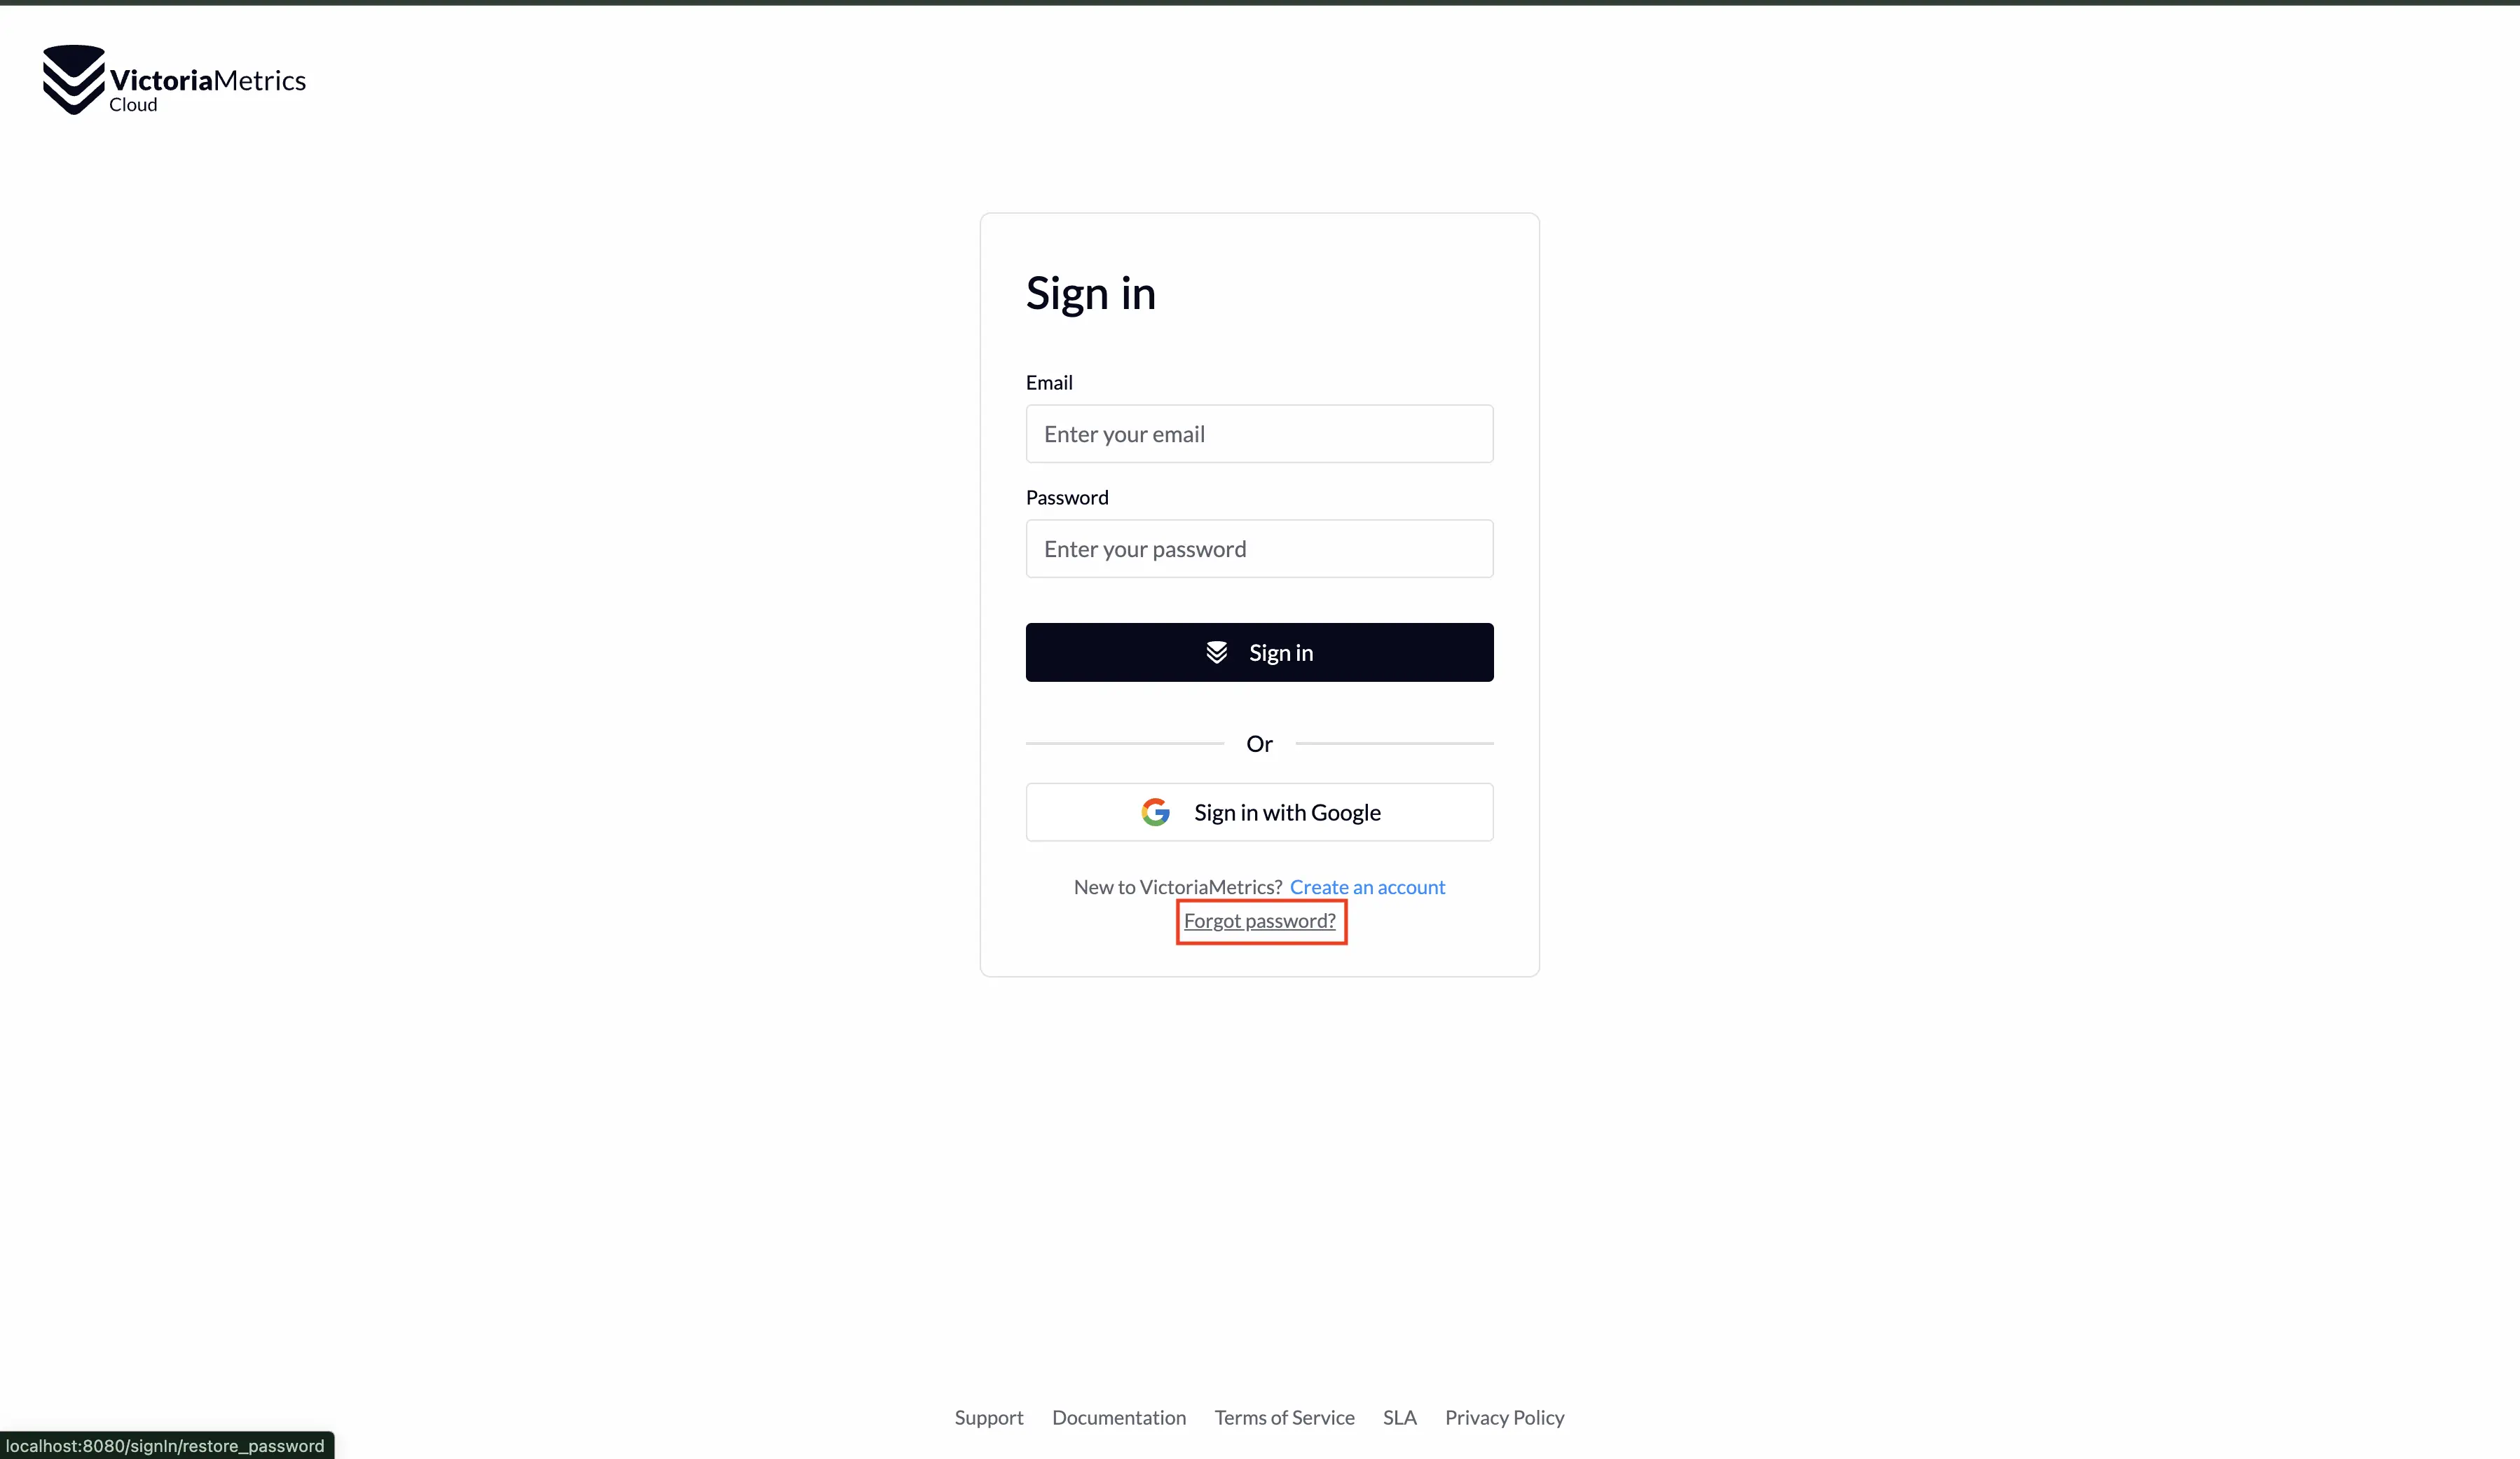 VictoriaMetrics
Cloud
Sign in
Email
Enter your email
Password
Enter your password
Sign in
Or
Sign in with Google
New to VictoriaMetrics? Create an account
Forgot password?
Support Documentation Terms of Service SLA Privacy Policy
localhost:8080/signIn/restore_password